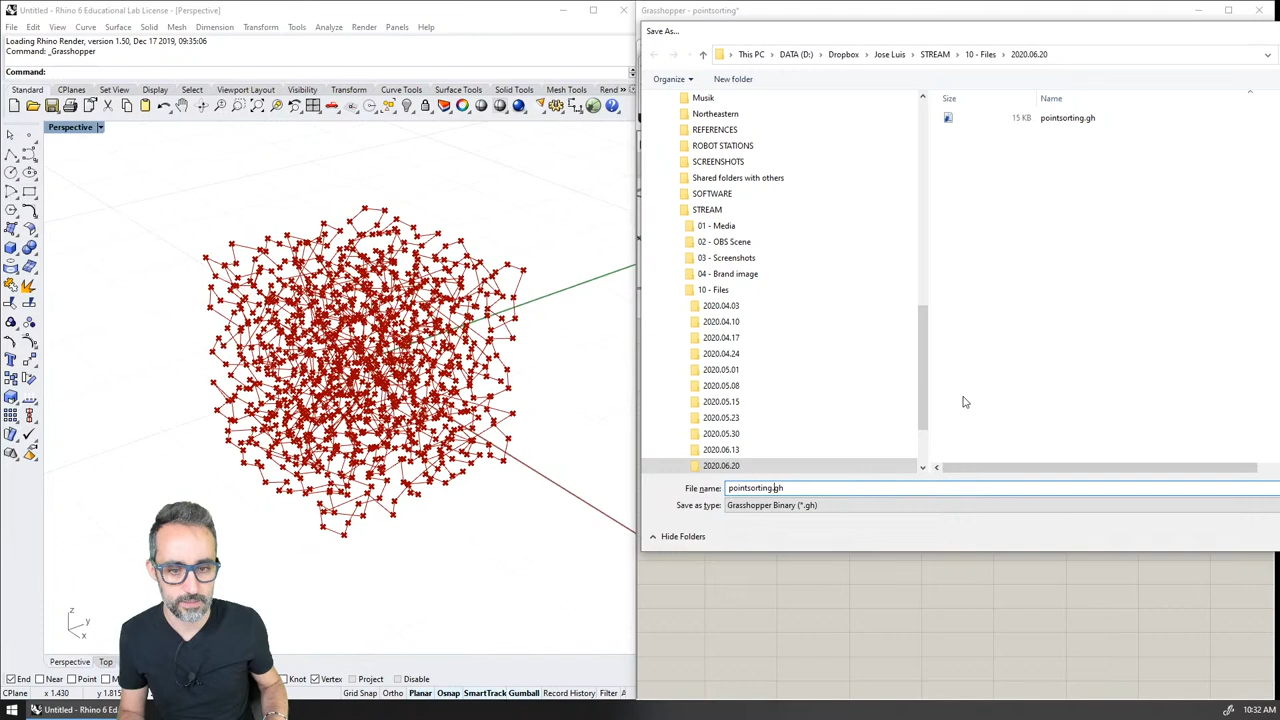 Untitled - Rhino 6 Educational Lab License - [Perspective]
File Edit View Curve Surface Solid Mesh Dimension Transform Tools Analyze Render Panels Help
Loading Rhino Render, version 1.50, Dec 17 2019, 09:35:06
Command: _Grasshopper
Command:
Standard CPlanes Set View Display Select Viewport Layout Visibility Transform Curve Tools Surface Tools Solid Tools Mesh Tools Rend
Perspective
z
y
x
Perspective Top
End Near Point Knot Vertex Project Disable
CPlane x 1.430 y 1.815 Grid Snap Ortho Planar Osnap SmartTrack Gumball Record History Filter
Untitled - Rhino 6 Ed
Grasshopper - pointsorting*
Save As...
This PC DATA (D:) Dropbox Jose Luis STREAM 10 - Files 2020.06.20
Organize New folder
Size Name
15 KB pointsorting.gh
Musik
Northeastern
REFERENCES
ROBOT STATIONS
SCREENSHOTS
Shared folders with others
SOFTWARE
STREAM
01 - Media
02 - OBS Scene
03 - Screenshots
04 - Brand image
10 - Files
2020.04.03
2020.04.10
2020.04.17
2020.04.24
2020.05.01
2020.05.08
2020.05.15
2020.05.23
2020.05.30
2020.06.13
2020.06.20
File name: pointsorting.gh
Save as type: Grasshopper Binary (*.gh)
Hide Folders
10:32 AM